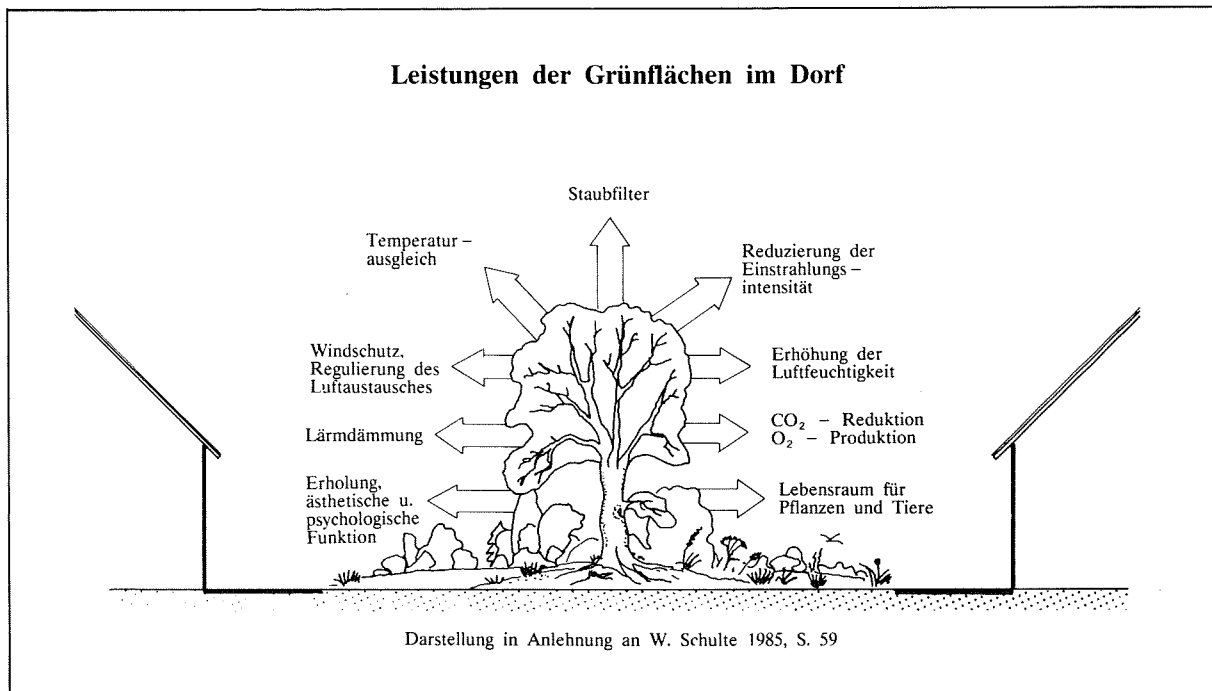 Leistungen der Grünflächen im Dorf
Staubfilter
Temperatur –
ausgleich
Reduzierung der
Einstrahlungs –
intensität
Windschutz,
Regulierung des
Luftaustausches
Erhöhung der
Luftfeuchtigkeit
Lärmdämmung
CO₂ – Reduktion
O₂ – Produktion
Erholung,
ästhetische u.
psychologische
Funktion
Lebensraum für
Pflanzen und Tiere
Darstellung in Anlehnung an W. Schulte 1985, S. 59